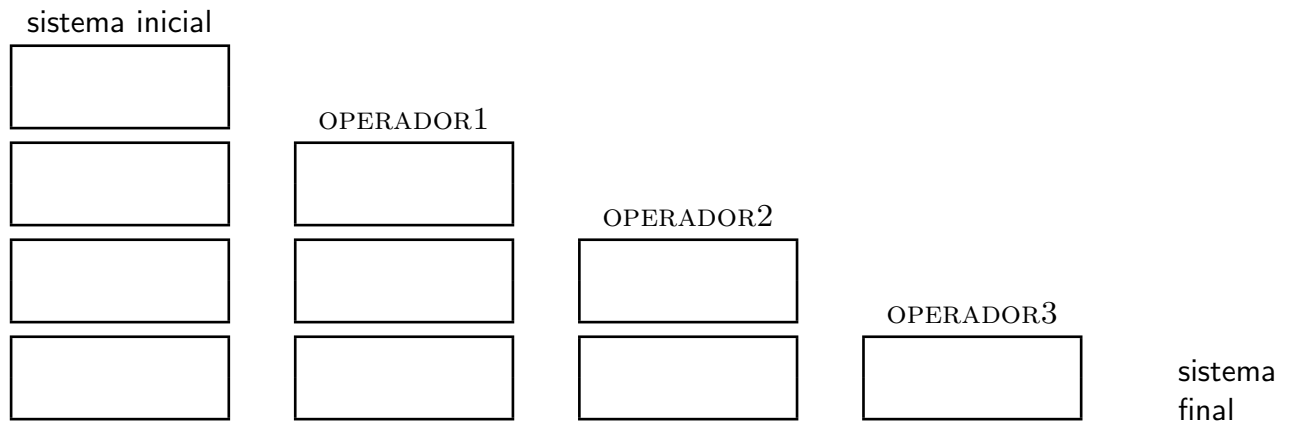 sistema inicial
OPERADOR1
OPERADOR2
OPERADOR3
sistema
final